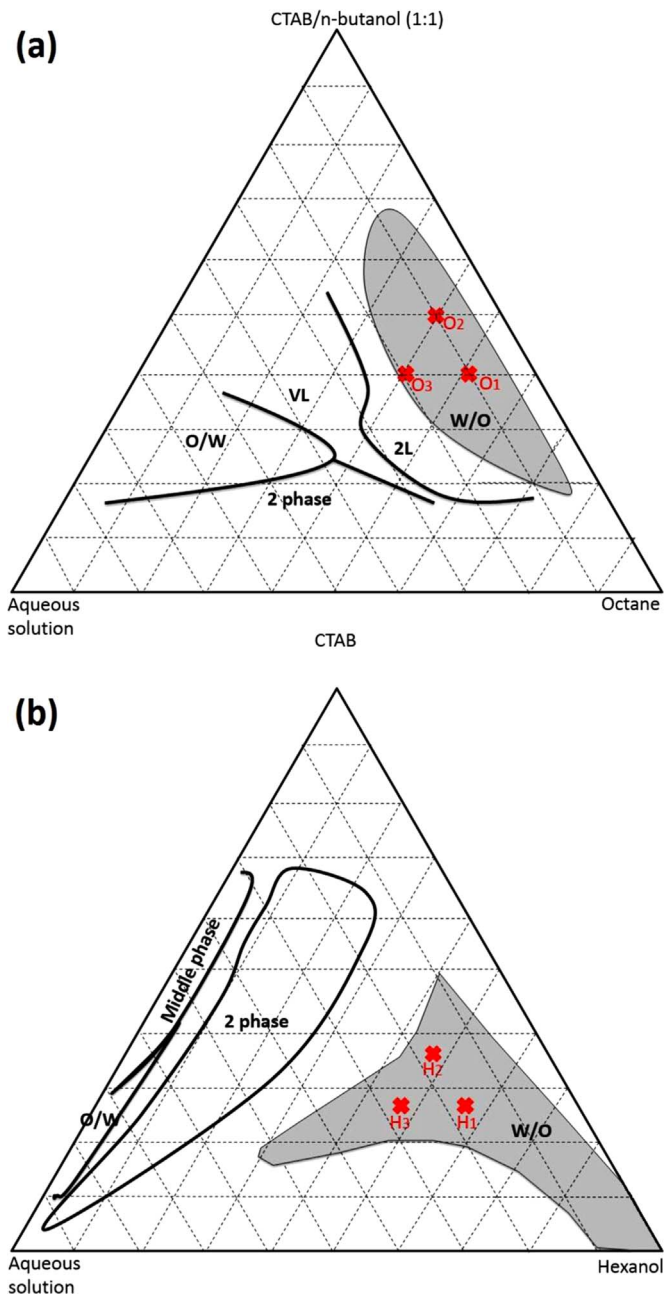 CTAB/n-butanol (1:1)
(a)
O₂
O₃
O₁
VL
W/O
O/W
2L
2 phase
Aqueous
solution
Octane
CTAB
(b)
Middle phase
2 phase
H₂
O/W
H₃
H₁
W/O
Aqueous
solution
Hexanol